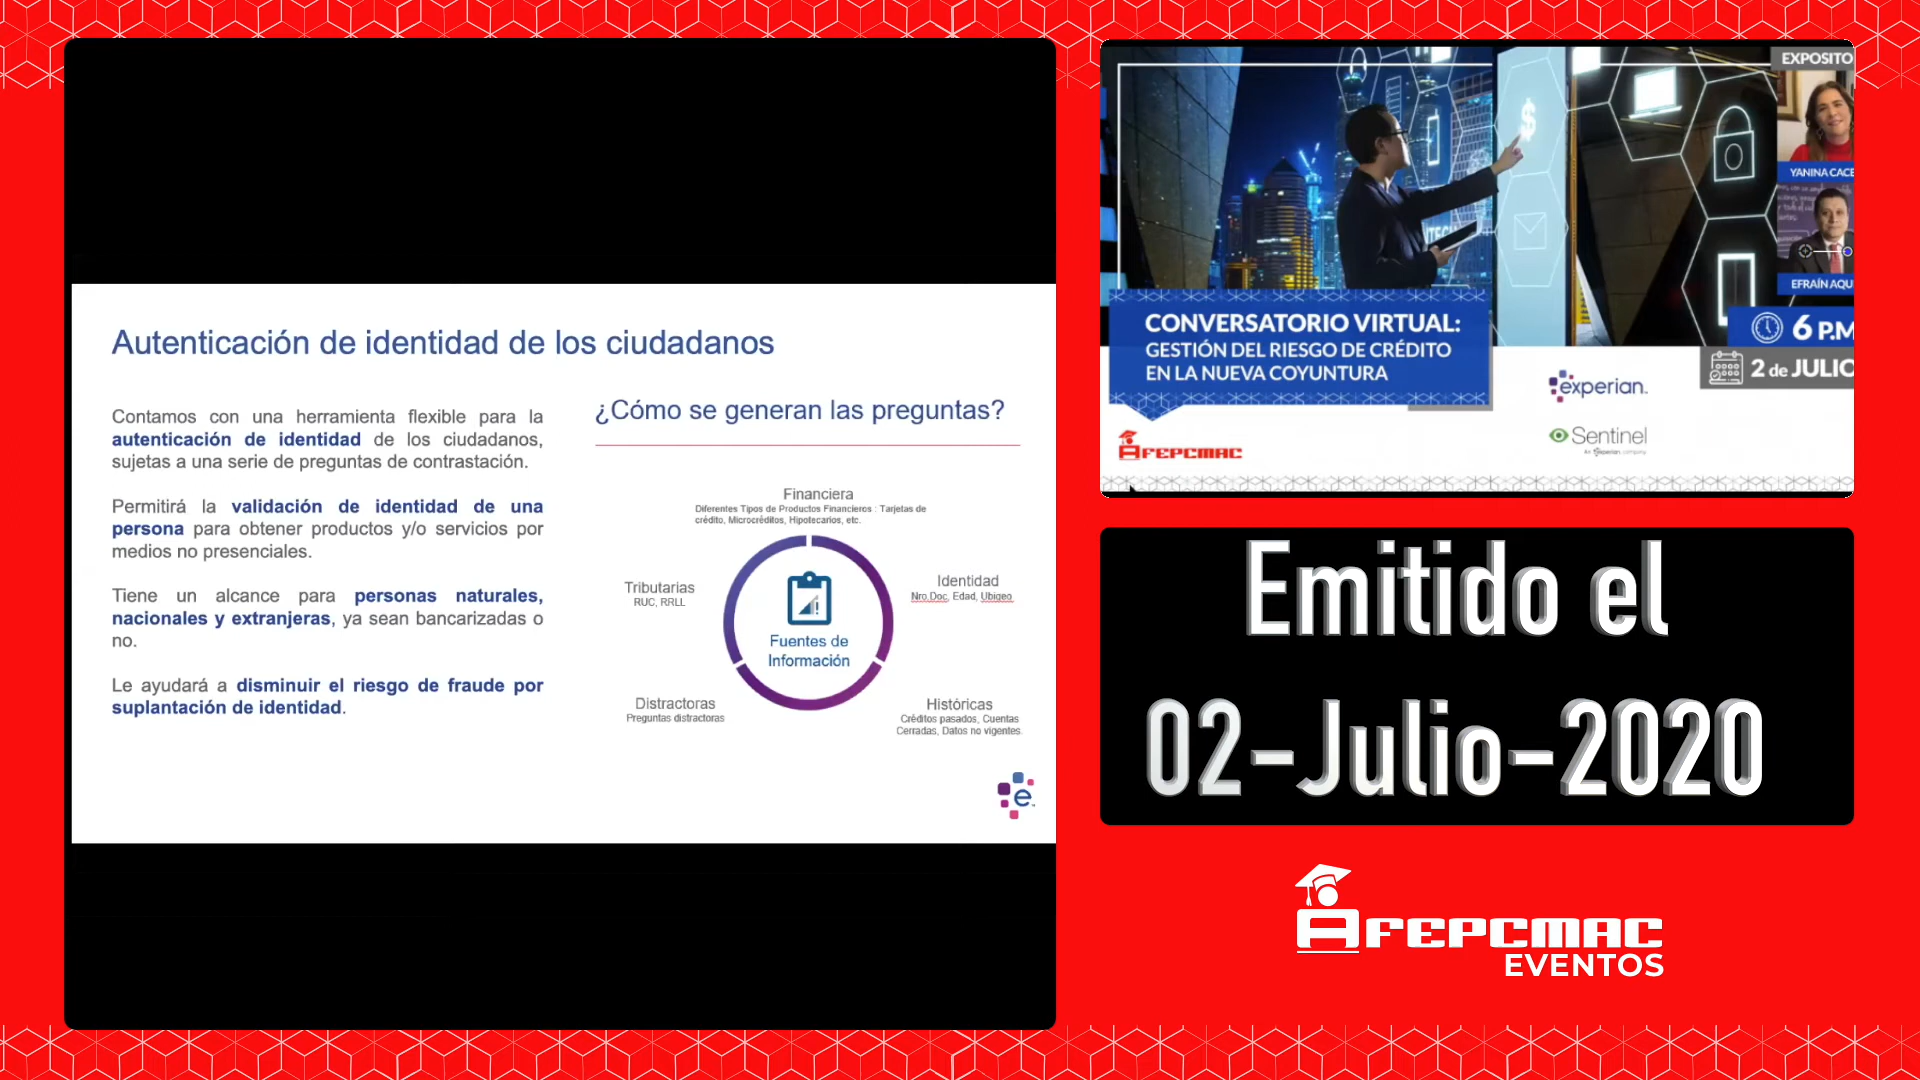 Autenticación de identidad de los ciudadanos
Contamos con una herramienta flexible para la
autenticación de identidad de los ciudadanos,
sujetas a una serie de preguntas de contrastación.
Permitirá la validación de identidad de una
persona para obtener productos y/o servicios por
medios no presenciales.
Tiene un alcance para personas naturales,
nacionales y extranjeras, ya sean bancarizadas o
no.
Le ayudará a disminuir el riesgo de fraude por
suplantación de identidad.
¿Cómo se generan las preguntas?
Financiera
Diferentes Tipos de Productos Financieros : Tarjetas de
crédito, Microcréditos, Hipotecarios, etc.
Tributarias
RUC, RRLL
Identidad
Nro.Doc, Edad, Ubigeo
Fuentes de
Información
Distractoras
Preguntas distractoras
Históricas
Créditos pasados, Cuentas
Cerradas, Datos no vigentes.
e
EXPOSITO
YANINA CACE
EFRAÍN AQU
CONVERSATORIO VIRTUAL:
GESTIÓN DEL RIESGO DE CRÉDITO
EN LA NUEVA COYUNTURA
6 P.M
2 de JULIO
experian.
Sentinel
AFEPCMAC
Emitido el
02-Julio-2020
AFEPCMAC
EVENTOS